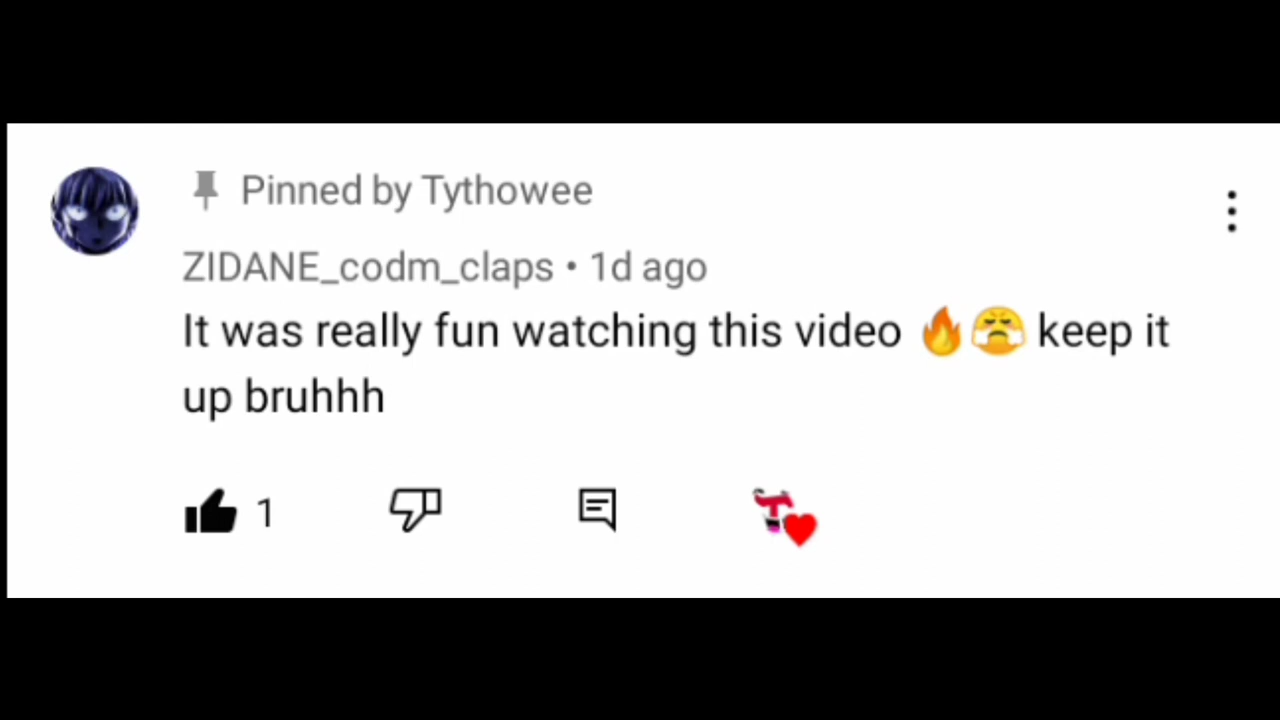 Pinned by Tythowee
ZIDANE_codm_claps • 1d ago
It was really fun watching this video 🔥😤 keep it
up bruhhh
1